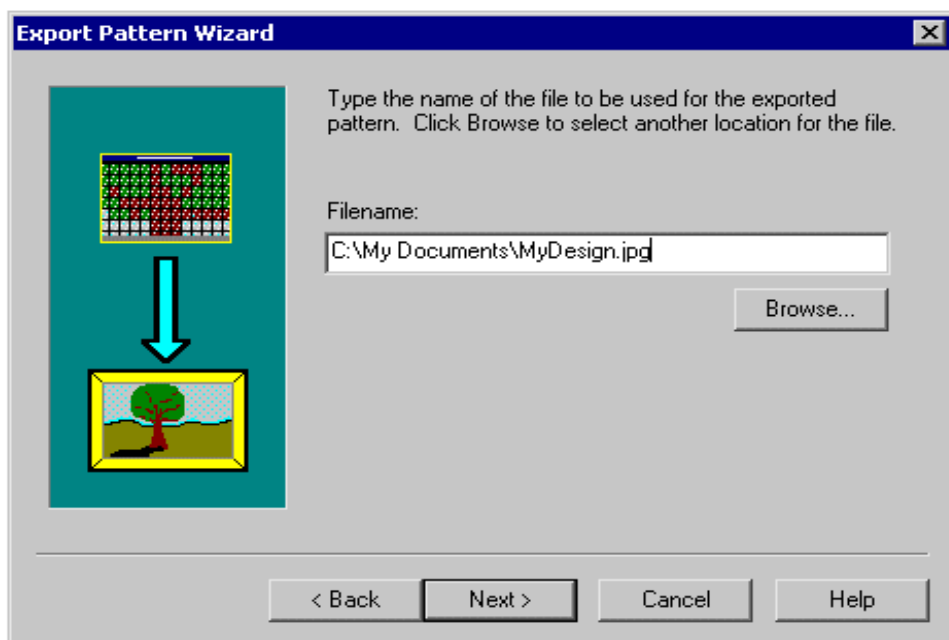 Export Pattern Wizard
Type the name of the file to be used for the exported
pattern.  Click Browse to select another location for the file.
Filename:
C:\My Documents\MyDesign.jpg
Browse...
< Back
Next >
Cancel
Help